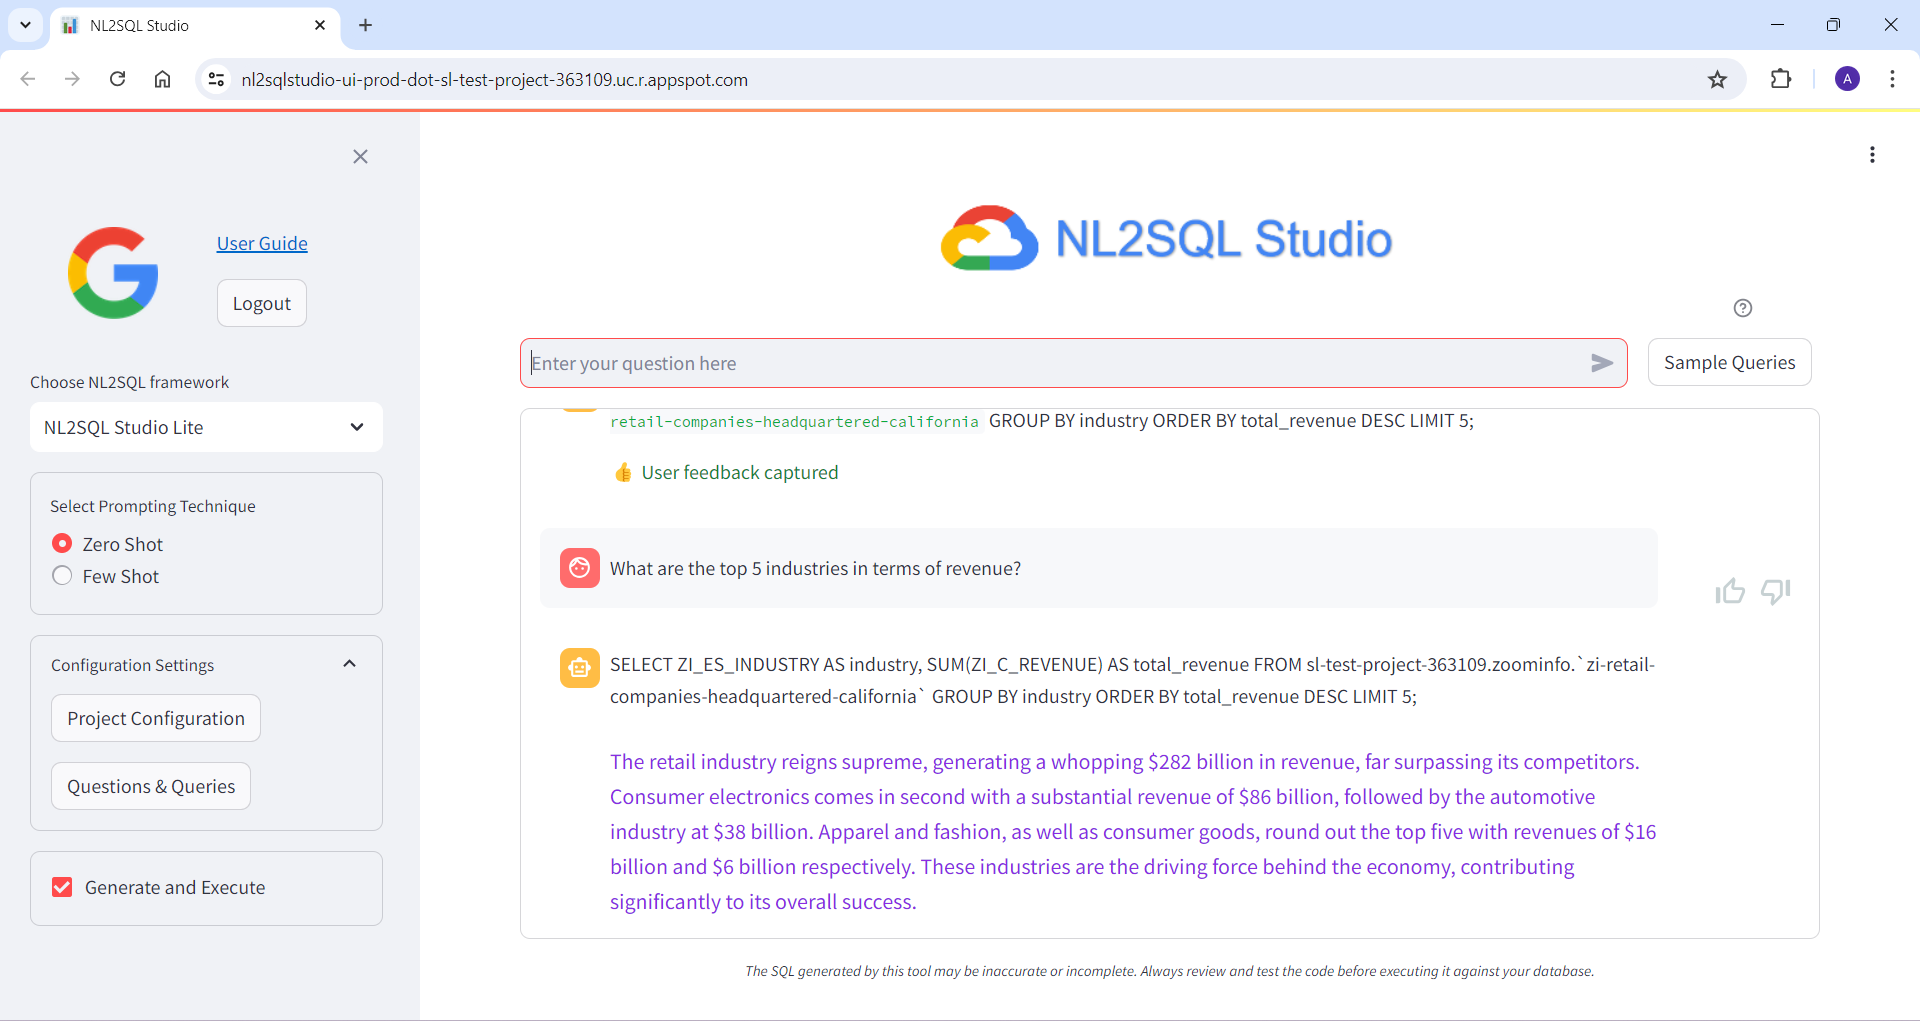 NL2SQL Studio
nl2sqlstudio-ui-prod-dot-sl-test-project-363109.uc.r.appspot.com
A
User Guide
Logout
Choose NL2SQL framework
NL2SQL Studio Lite
Select Prompting Technique
Zero Shot
Few Shot
Configuration Settings
Project Configuration
Questions & Queries
Generate and Execute
NL2SQL Studio
Enter your question here
Sample Queries
retail-companies-headquartered-california GROUP BY industry ORDER BY total_revenue DESC LIMIT 5;
👍 User feedback captured
What are the top 5 industries in terms of revenue?
SELECT ZI_ES_INDUSTRY AS industry, SUM(ZI_C_REVENUE) AS total_revenue FROM sl-test-project-363109.zoominfo.`zi-retail-
companies-headquartered-california` GROUP BY industry ORDER BY total_revenue DESC LIMIT 5;
The retail industry reigns supreme, generating a whopping $282 billion in revenue, far surpassing its competitors.
Consumer electronics comes in second with a substantial revenue of $86 billion, followed by the automotive
industry at $38 billion. Apparel and fashion, as well as consumer goods, round out the top five with revenues of $16
billion and $6 billion respectively. These industries are the driving force behind the economy, contributing
significantly to its overall success.
The SQL generated by this tool may be inaccurate or incomplete. Always review and test the code before executing it against your database.